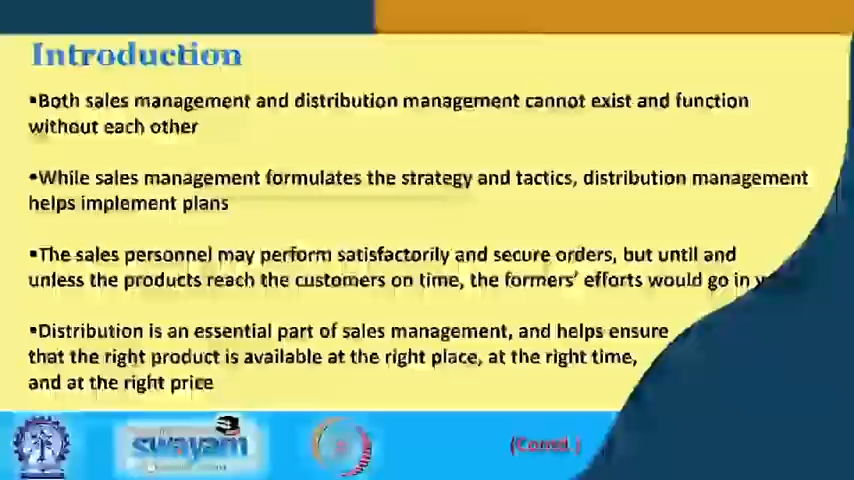 Introduction
▪Both sales management and distribution management cannot exist and function
without each other
▪While sales management formulates the strategy and tactics, distribution management
helps implement plans
▪The sales personnel may perform satisfactorily and secure orders, but until and
unless the products reach the customers on time, the formers' efforts would go in
▪Distribution is an essential part of sales management, and helps ensure
that the right product is available at the right place, at the right time,
and at the right price
swayam